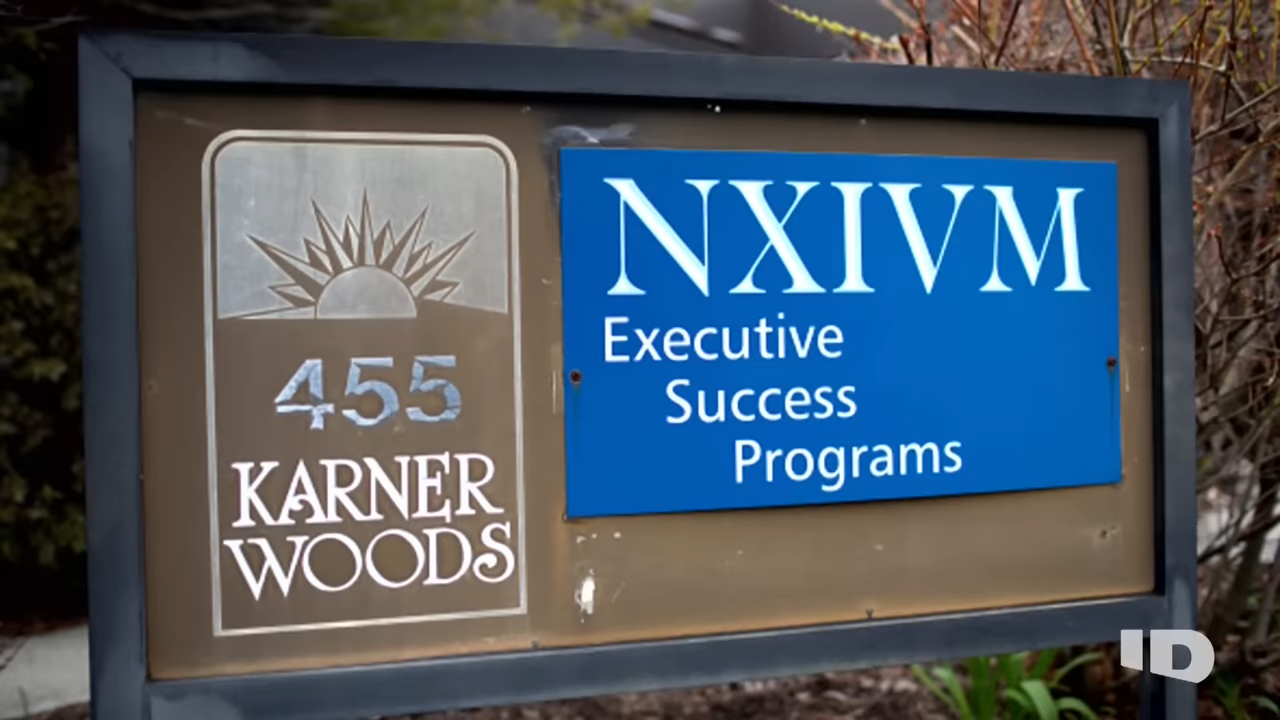 455
KARNER
WOODS
NXIVM
Executive
Success
Programs
ID